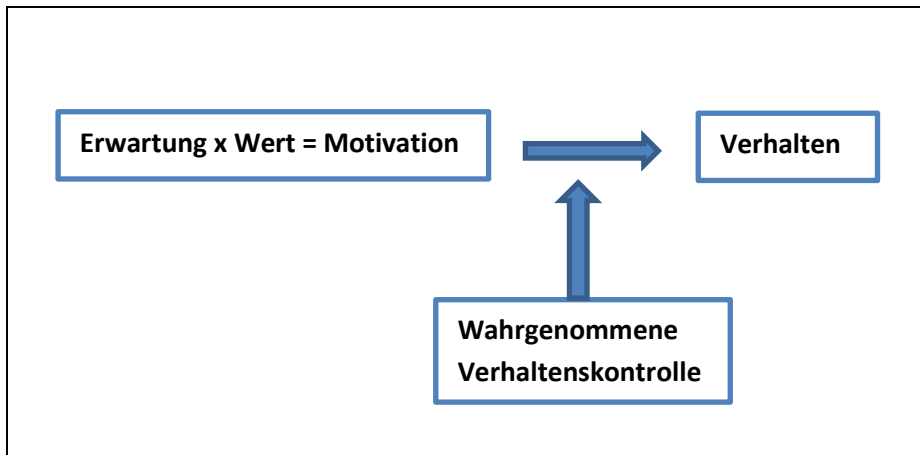 Erwartung x Wert = Motivation
Verhalten
Wahrgenommene
Verhaltenskontrolle